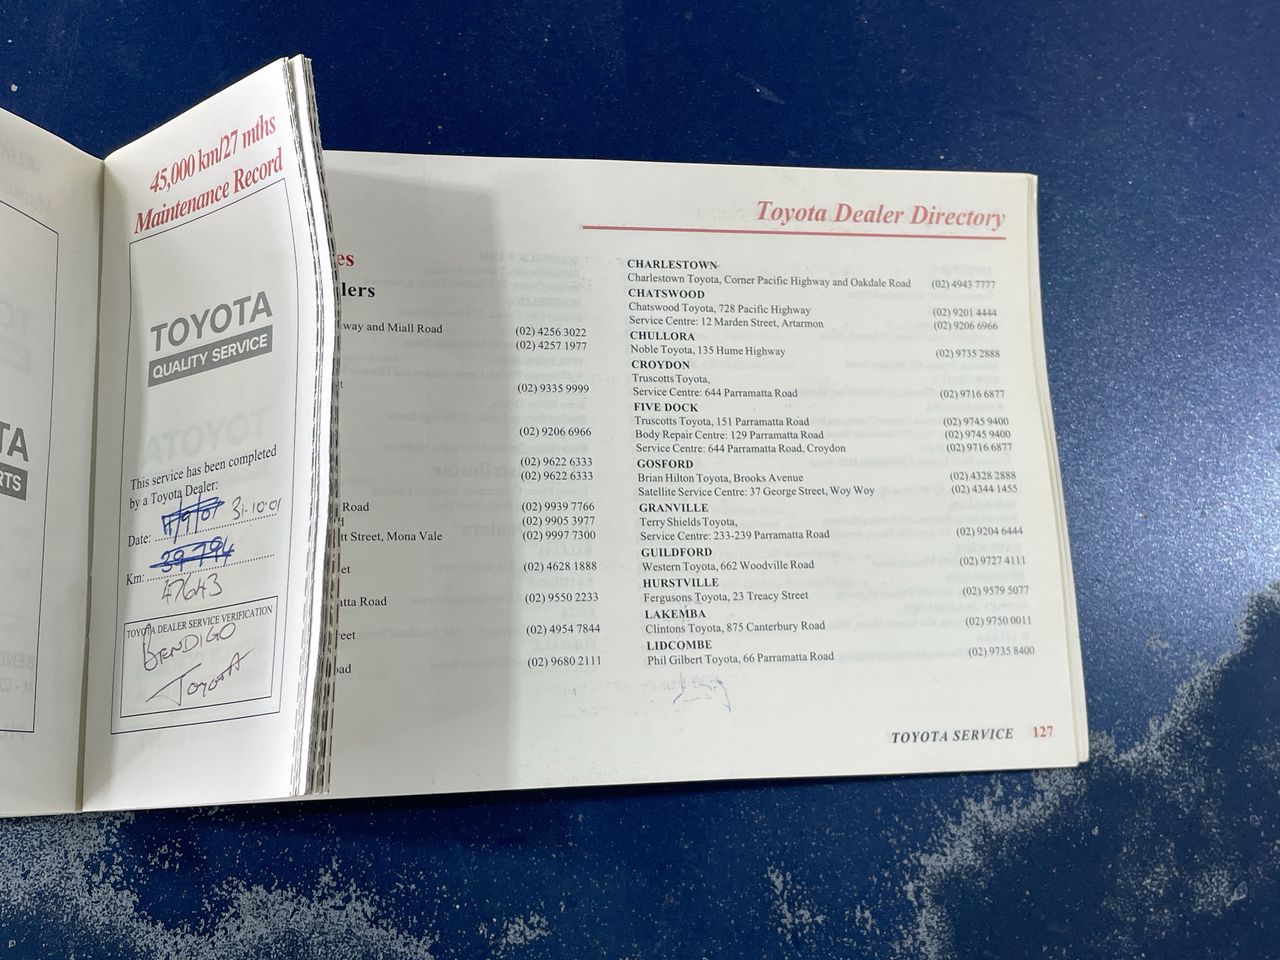 45,000 km/27 mths
Maintenance Record
TOYOTA
QUALITY SERVICE
This service has been completed
by a Toyota Dealer:
Date: 4/9/01 31-10-01
Km: 39794
47643
TOYOTA DEALER SERVICE VERIFICATION
BENDIGO
TOYOTA
TA
RTS
Toyota Dealer Directory
es
lers
way and Miall Road (02) 4256 3022
(02) 4257 1977
t (02) 9335 9999
(02) 9206 6966
(02) 9622 6333
(02) 9622 6333
Road (02) 9939 7766
(02) 9905 3977
tt Street, Mona Vale (02) 9997 7300
et (02) 4628 1888
atta Road (02) 9550 2233
reet (02) 4954 7844
oad (02) 9680 2111
CHARLESTOWN
Charlestown Toyota, Corner Pacific Highway and Oakdale Road (02) 4943 7777
CHATSWOOD
Chatswood Toyota, 728 Pacific Highway (02) 9201 4444
Service Centre: 12 Marden Street, Artarmon (02) 9206 6966
CHULLORA
Noble Toyota, 135 Hume Highway (02) 9735 2888
CROYDON
Truscotts Toyota,
Service Centre: 644 Parramatta Road (02) 9716 6877
FIVE DOCK
Truscotts Toyota, 151 Parramatta Road (02) 9745 9400
Body Repair Centre: 129 Parramatta Road (02) 9745 9400
Service Centre: 644 Parramatta Road, Croydon (02) 9716 6877
GOSFORD
Brian Hilton Toyota, Brooks Avenue (02) 4328 2888
Satellite Service Centre: 37 George Street, Woy Woy (02) 4344 1455
GRANVILLE
Terry Shields Toyota,
Service Centre: 233-239 Parramatta Road (02) 9204 6444
GUILDFORD
Western Toyota, 662 Woodville Road (02) 9727 4111
HURSTVILLE
Fergusons Toyota, 23 Treacy Street (02) 9579 5077
LAKEMBA
Clintons Toyota, 875 Canterbury Road (02) 9750 0011
LIDCOMBE
Phil Gilbert Toyota, 66 Parramatta Road (02) 9735 8400
TOYOTA SERVICE 127